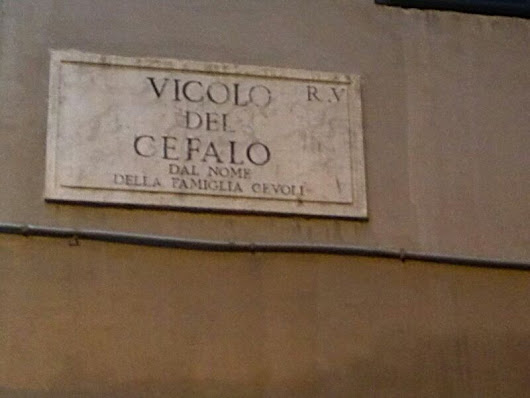 VICOLO R.V
DEL
CEFALO
DAL NOME
DELLA FAMIGLIA CEVOLI